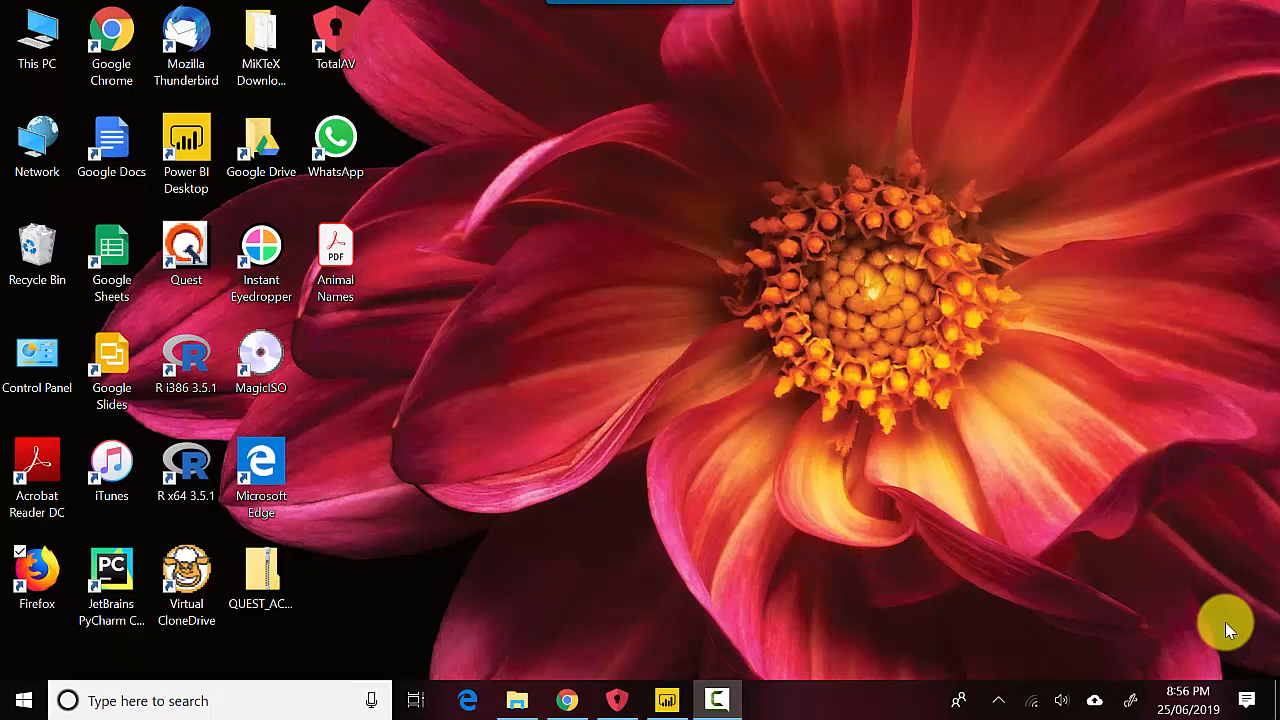 This PC
Google
Chrome
Mozilla
Thunderbird
MiKTeX
Downlo...
TotalAV
Network
Google Docs
Power BI
Desktop
Google Drive
WhatsApp
Recycle Bin
Google
Sheets
Quest
Instant
Eyedropper
PDF
Animal
Names
Control Panel
Google
Slides
R i386 3.5.1
MagicISO
Acrobat
Reader DC
iTunes
R x64 3.5.1
Microsoft
Edge
Firefox
PC
JetBrains
PyCharm C...
Virtual
CloneDrive
QUEST_AC...
Type here to search
8:56 PM
25/06/2019